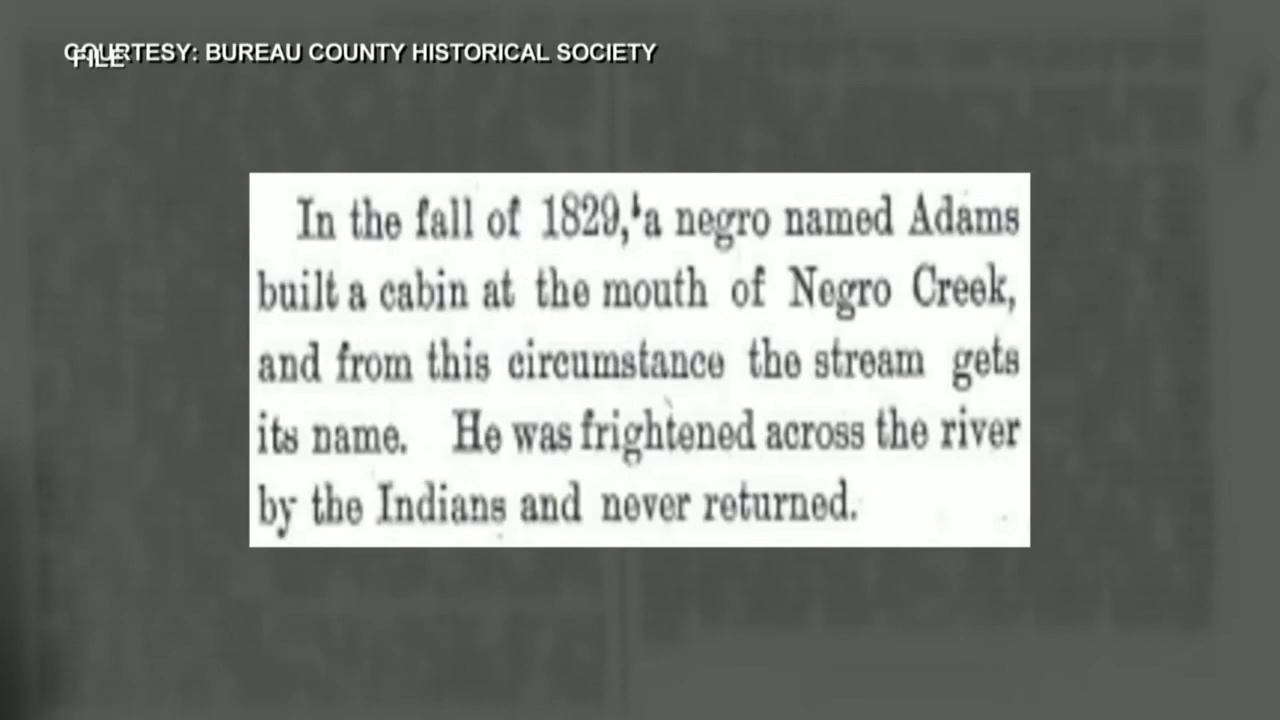 COURTESY: BUREAU COUNTY HISTORICAL SOCIETY
FILE
In the fall of 1829, a negro named Adams
built a cabin at the mouth of Negro Creek,
and from this circumstance the stream gets
its name. He was frightened across the river
by the Indians and never returned.